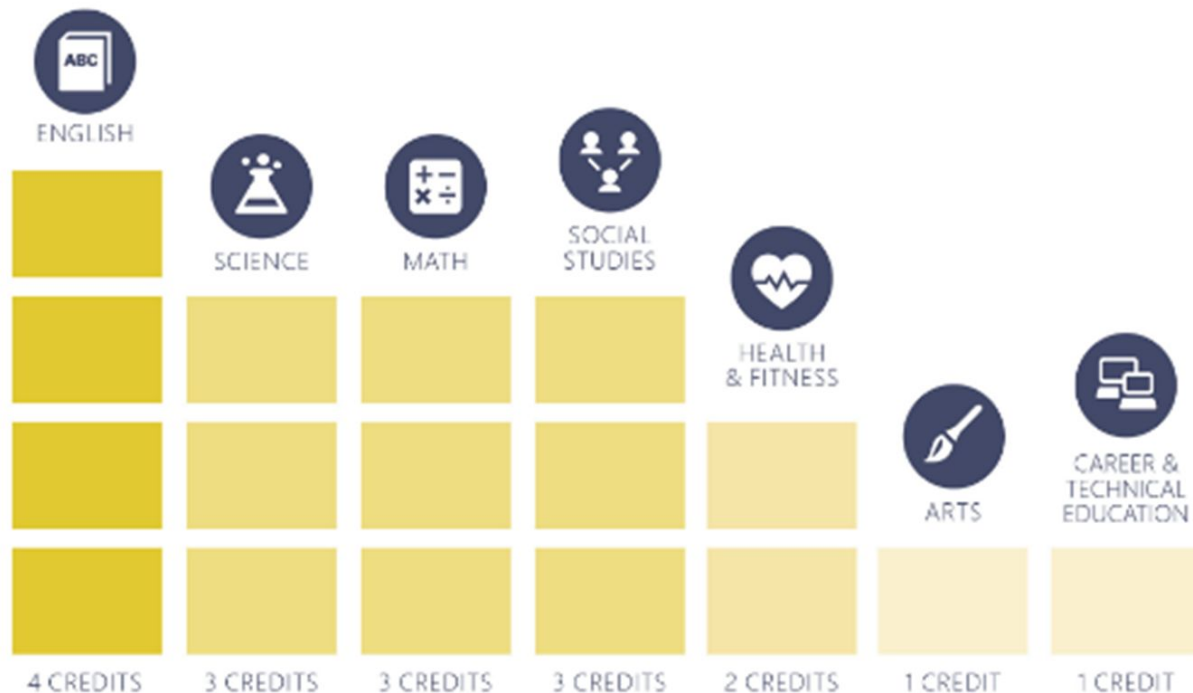 ABC
ENGLISH
SCIENCE
MATH
SOCIAL
STUDIES
HEALTH
& FITNESS
ARTS
CAREER &
TECHNICAL
EDUCATION
4 CREDITS
3 CREDITS
3 CREDITS
3 CREDITS
2 CREDITS
1 CREDIT
1 CREDIT